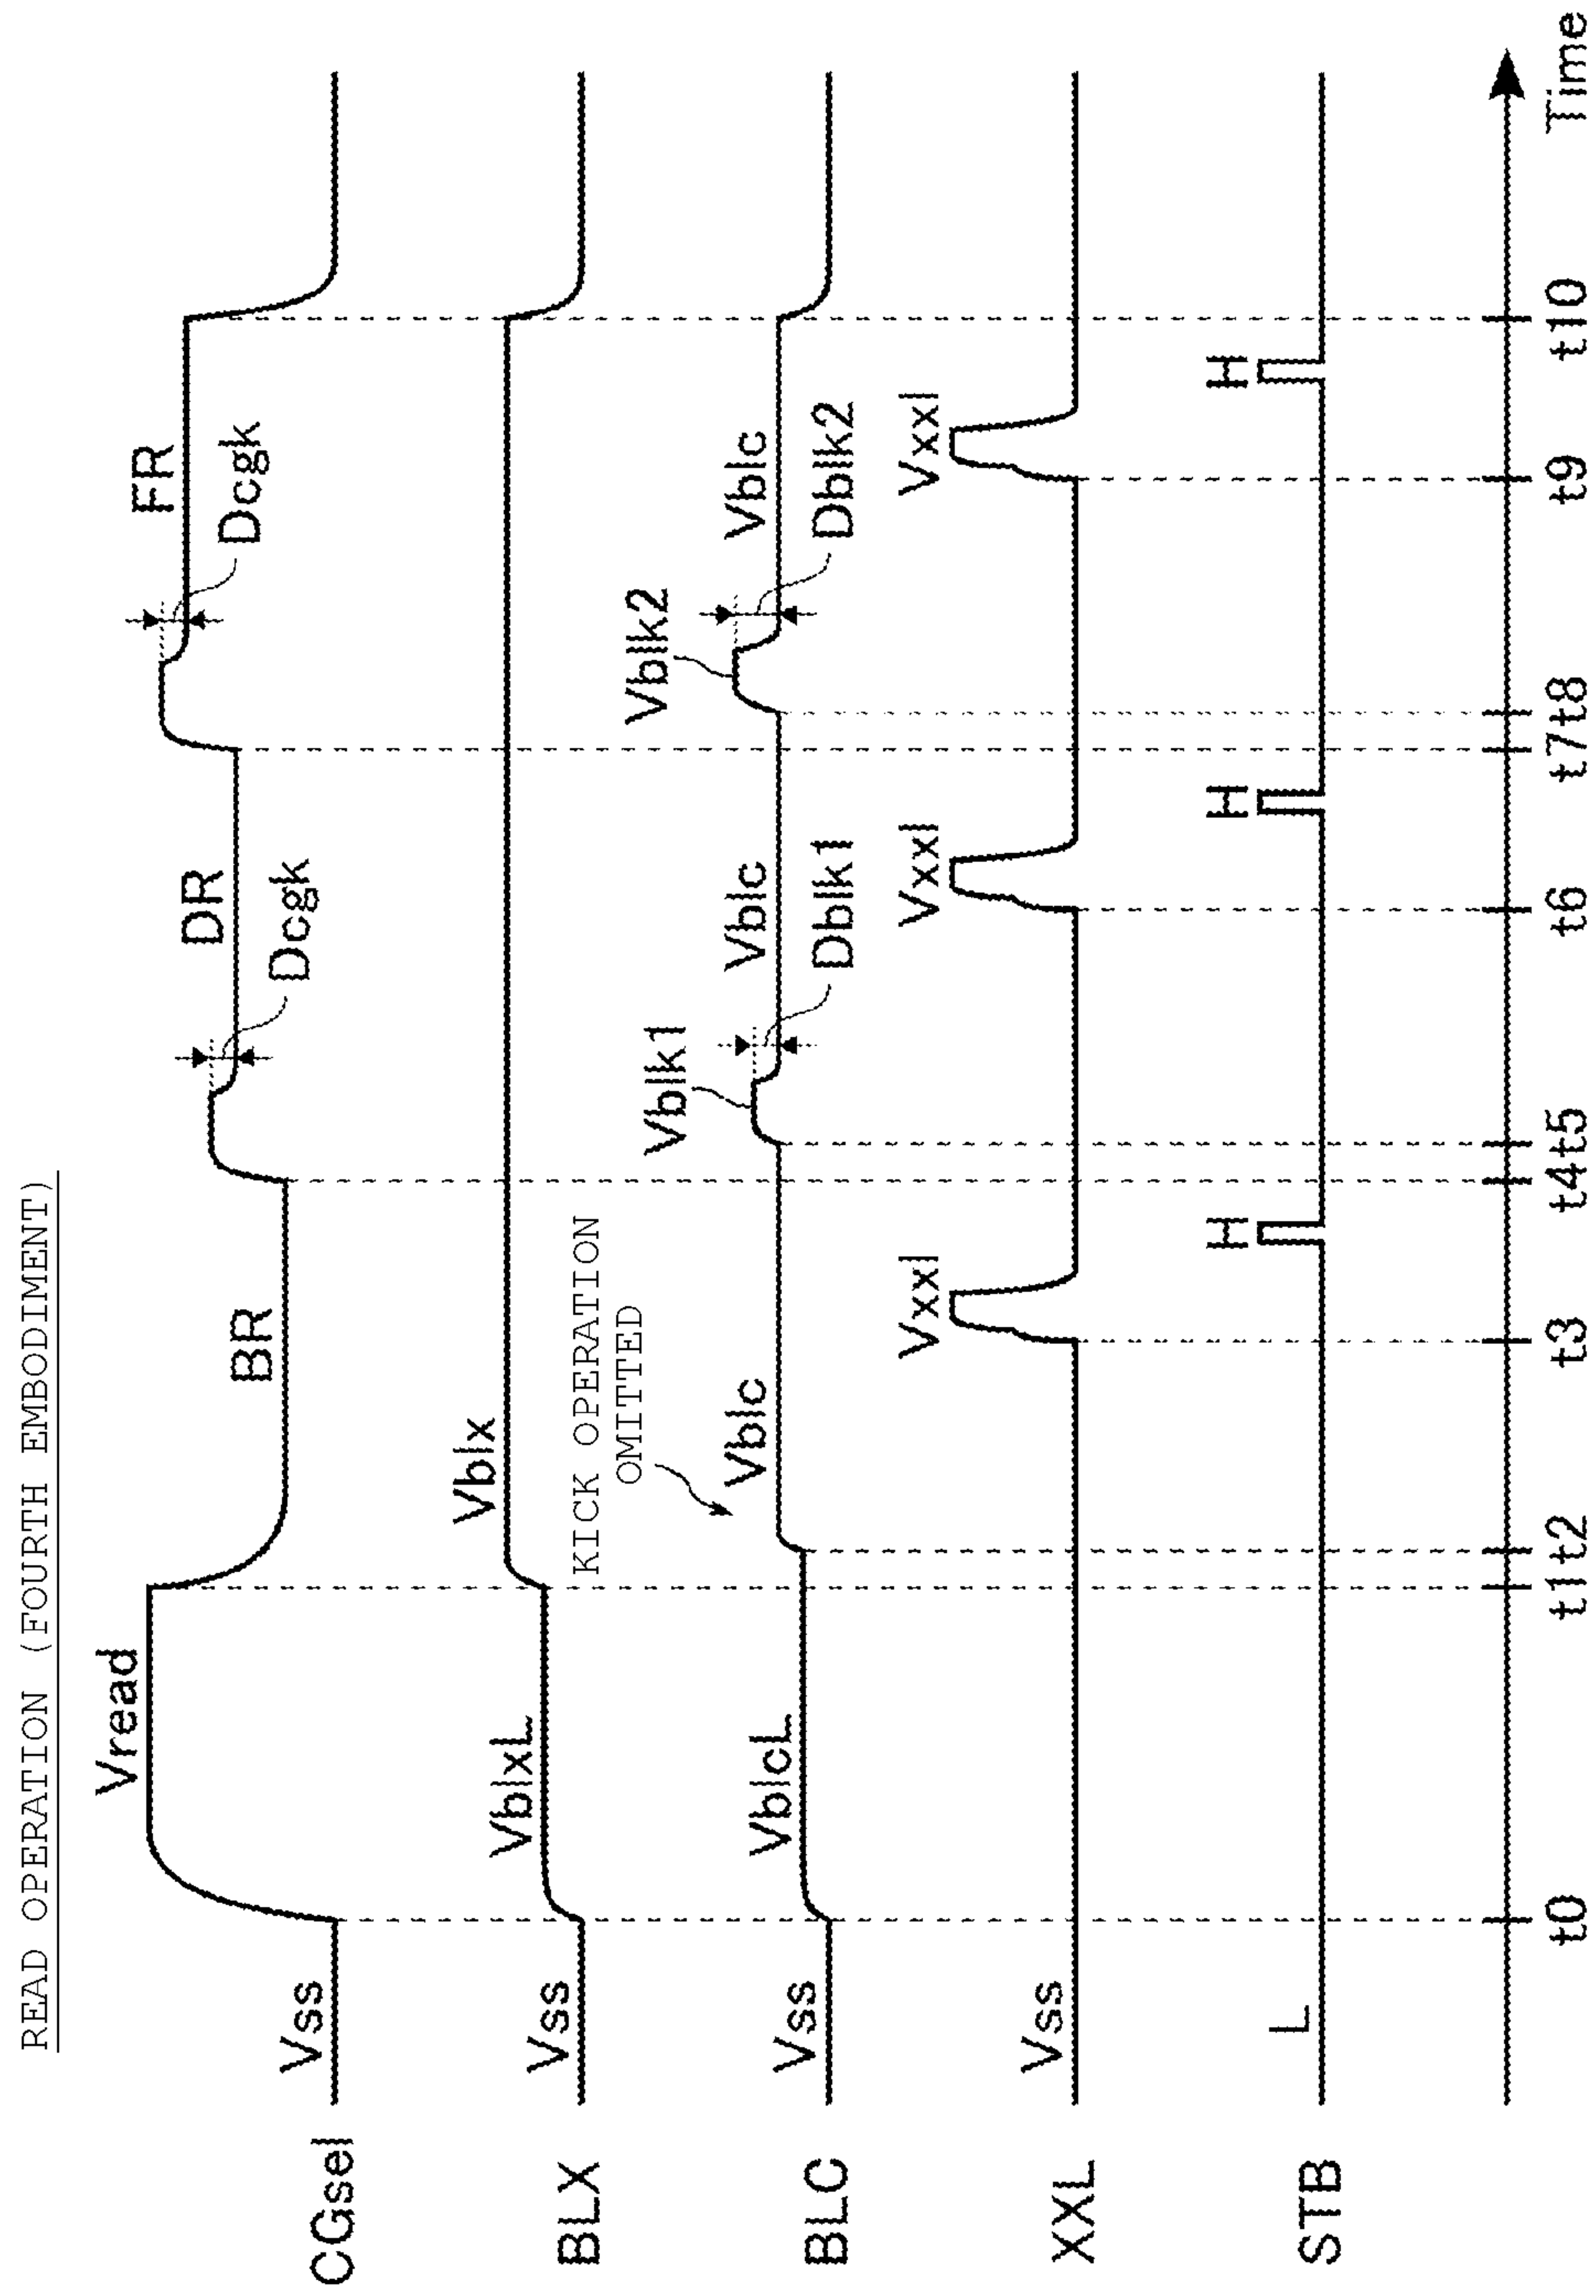 READ OPERATION (FOURTH EMBODIMENT)
CGsel
Vss
Vread
BR
DR
Dcgk
FR
Dcgk
BLX
Vss
VblxL
Vblx
KICK OPERATION
OMITTED
BLC
Vss
VblcL
Vblc
Vblk1
Vblc
Dblk1
Vblk2
Vblc
Dblk2
XXL
Vss
Vxxl
Vxxl
Vxxl
STB
L
H
H
H
t0
t1
t2
t3
t4
t5
t6
t7
t8
t9
t10
Time